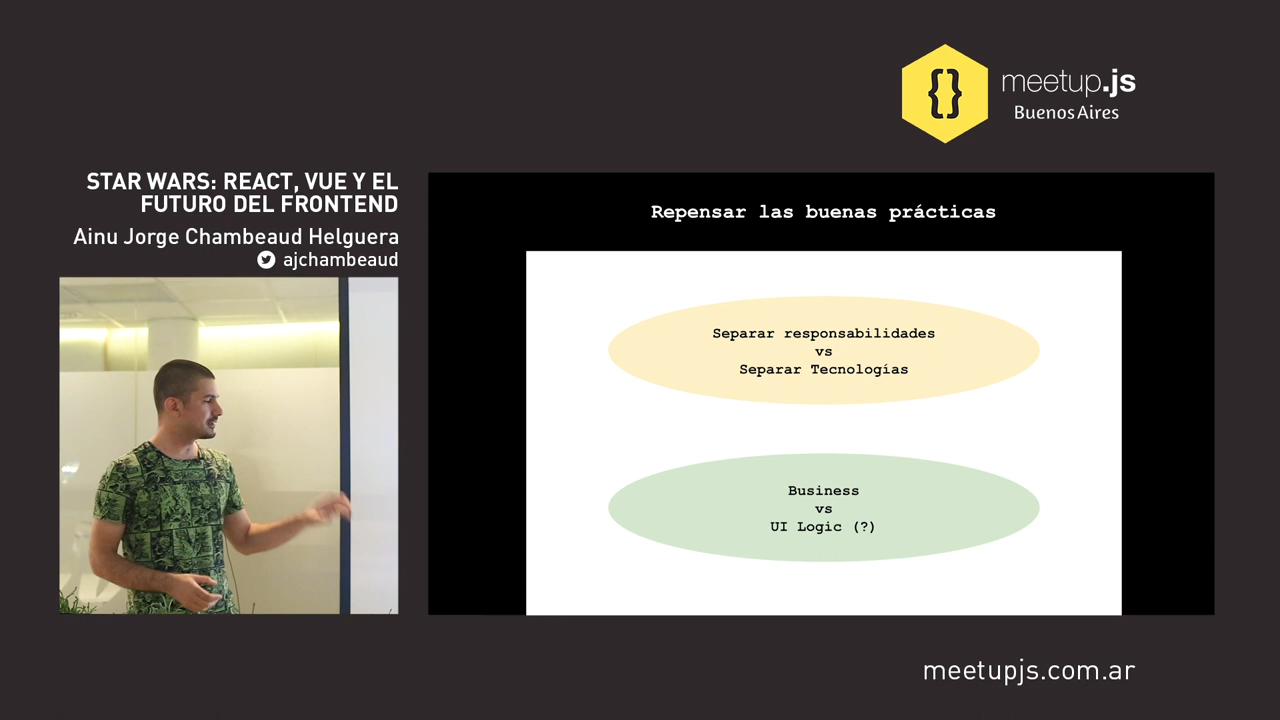 {}
meetup.js
Buenos Aires
STAR WARS: REACT, VUE Y EL
FUTURO DEL FRONTEND
Ainu Jorge Chambeaud Helguera
ajchambeaud
Repensar las buenas prácticas
Separar responsabilidades
vs
Separar Tecnologías
Business
vs
UI Logic (?)
meetupjs.com.ar